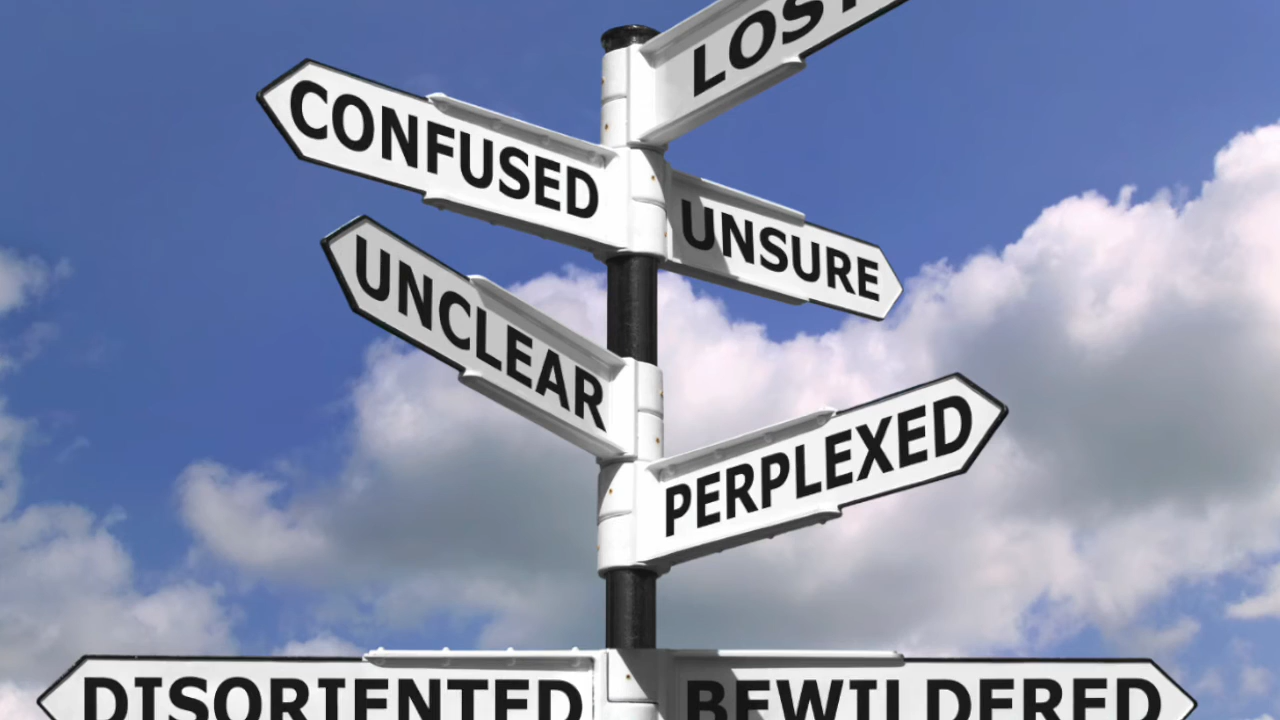 LOST
CONFUSED
UNSURE
UNCLEAR
PERPLEXED
DISORIENTED
BEWILDERED